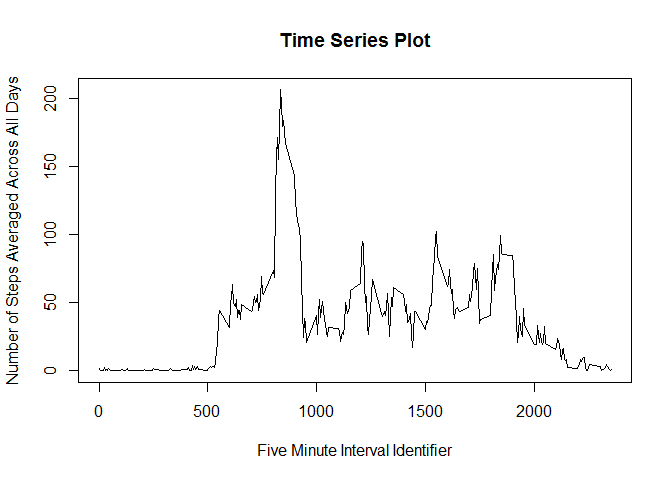 Time Series Plot
Number of Steps Averaged Across All Days
200
150
100
50
0
0 500 1000 1500 2000
Five Minute Interval Identifier